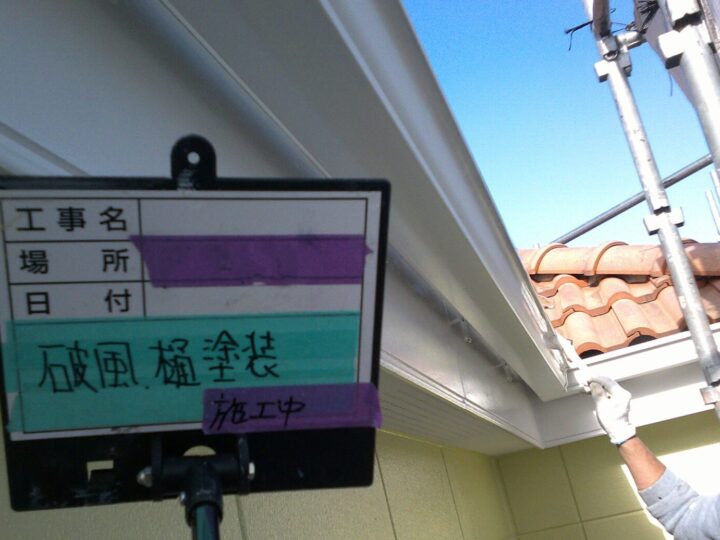 工事名
場所
日付
破風.樋塗装
施工中